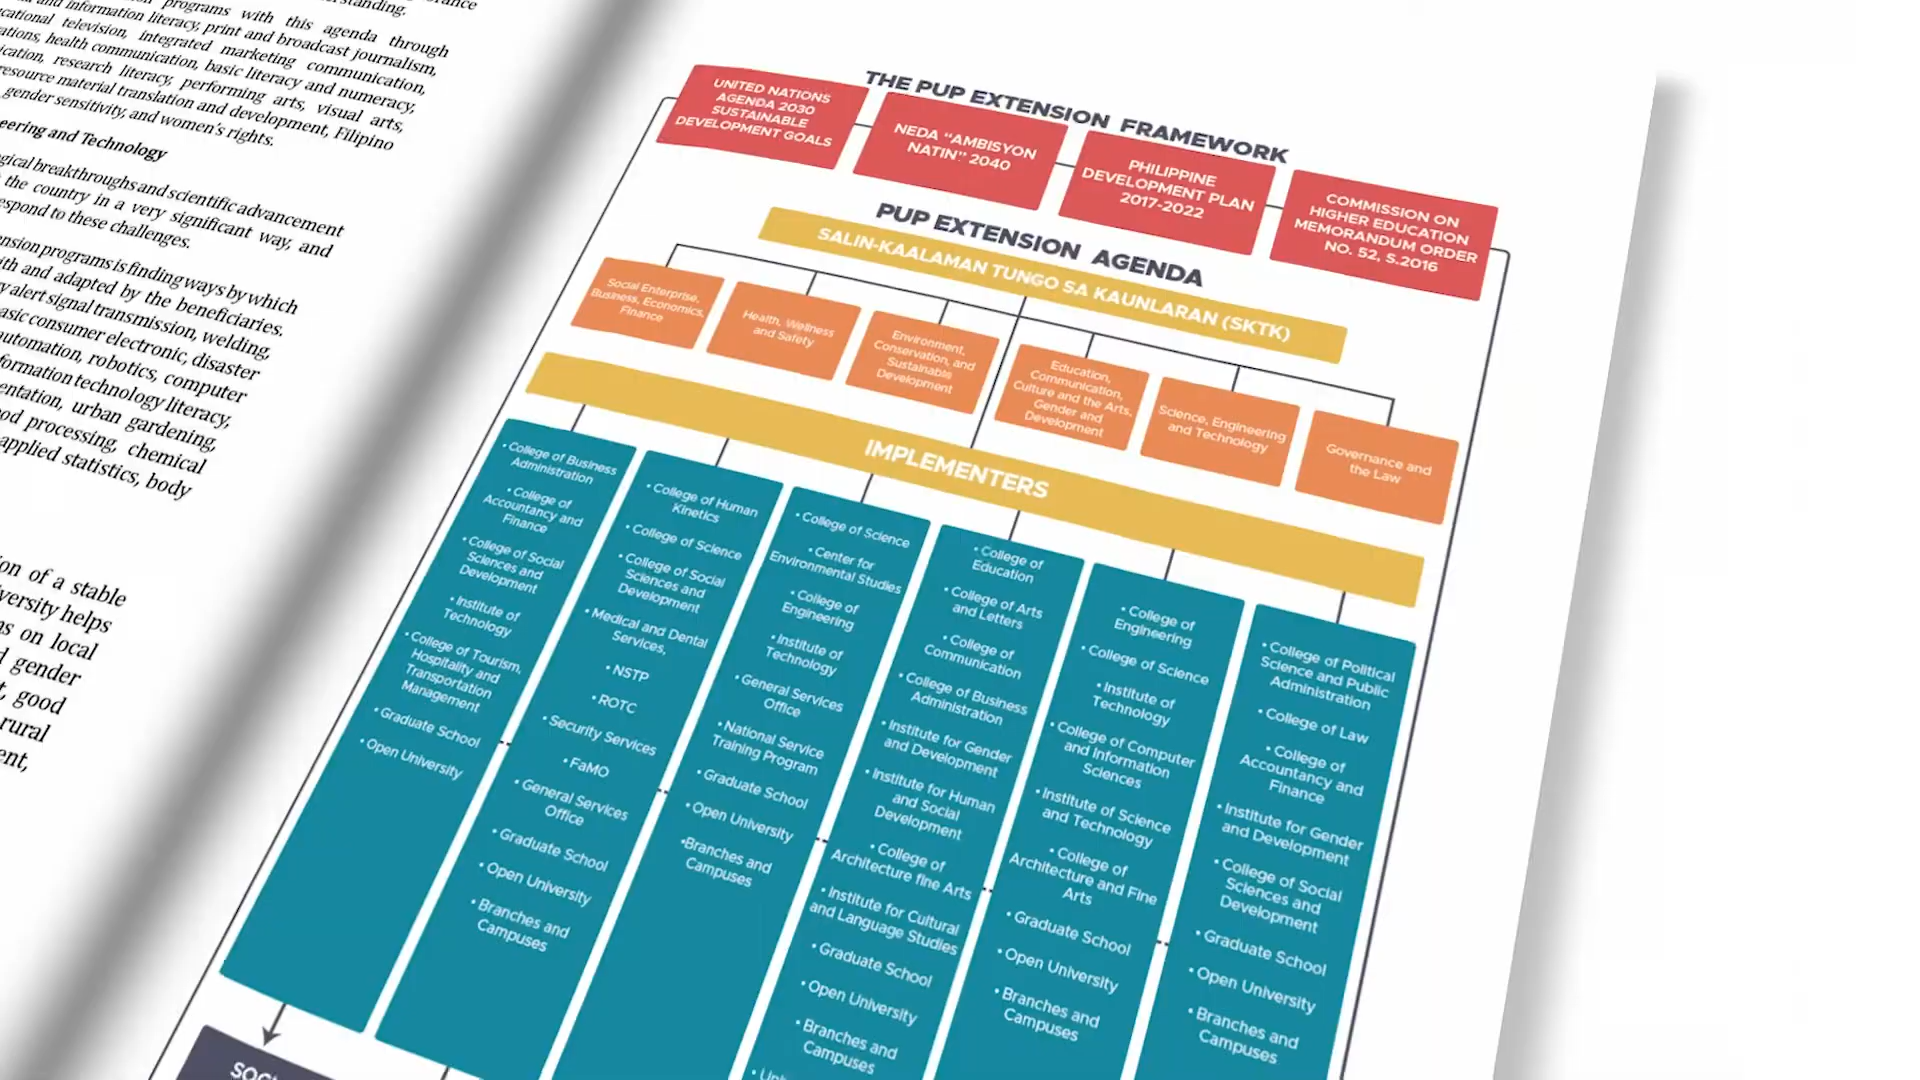 programs with this agenda through
and information literacy, print and broadcast journalism,
television, integrated marketing communication,
health communication, basic literacy and numeracy,
research literacy, performing arts, visual arts,
resource material translation and development, Filipino
gender sensitivity, and women's rights.
and Technology
breakthroughs and scientific advancement
the country in a very significant way, and
to these challenges.
programs is finding ways by which
and adapted by the beneficiaries,
alert signal transmission, welding,
consumer electronic, disaster
automation, robotics, computer
technology literacy,
urban gardening,
processing, chemical
applied statistics, body
of a stable
helps
on local
gender
good
rural
THE PUP EXTENSION FRAMEWORK
UNITED NATIONS
AGENDA 2030
SUSTAINABLE
DEVELOPMENT GOALS
NEDA "AMBISYON
NATIN" 2040
PHILIPPINE
DEVELOPMENT PLAN
2017-2022
COMMISSION ON
HIGHER EDUCATION
MEMORANDUM ORDER
NO. 52, S.2016
PUP EXTENSION AGENDA
SALIN-KAALAMAN TUNGO SA KAUNLARAN (SKTK)
Social Enterprise,
Business, Economics,
Finance
Health, Wellness
and Safety
Environment,
Conservation, and
Sustainable
Development
Education,
Communication,
Culture and the Arts,
Gender and
Development
Science, Engineering
and Technology
Governance and
the Law
IMPLEMENTERS
• College of Business
Administration
• College of
Accountancy and
Finance
• College of Social
Sciences and
Development
• Institute of
Technology
• College of Tourism,
Hospitality and
Transportation
Management
• Graduate School
• Open University
• College of Human
Kinetics
• College of Science
• College of Social
Sciences and
Development
• Medical and Dental
Services,
• NSTP
• ROTC
• Security Services
• FaMO
• General Services
Office
• Graduate School
• Open University
• Branches and
Campuses
• College of Science
• Center for
Environmental Studies
• College of
Engineering
• Institute of
Technology
• General Services
Office
• National Service
Training Program
• Graduate School
• Open University
•Branches and
Campuses
• College of
Education
• College of Arts
and Letters
• College of
Communication
• College of Business
Administration
• Institute for Gender
and Development
• Institute for Human
and Social
Development
• College of
Architecture fine Arts
• Institute for Cultural
and Language Studies
• Graduate School
• Open University
• Branches and
Campuses
• College of
Engineering
• College of Science
• Institute of
Technology
• College of Computer
and Information
Sciences
• Institute of Science
and Technology
• College of
Architecture and Fine
Arts
• Graduate School
• Open University
• Branches and
Campuses
• College of Political
Science and Public
Administration
• College of Law
• College of
Accountancy and
Finance
• Institute for Gender
and Development
• College of Social
Sciences and
Development
• Graduate School
• Open University
• Branches and
Campuses